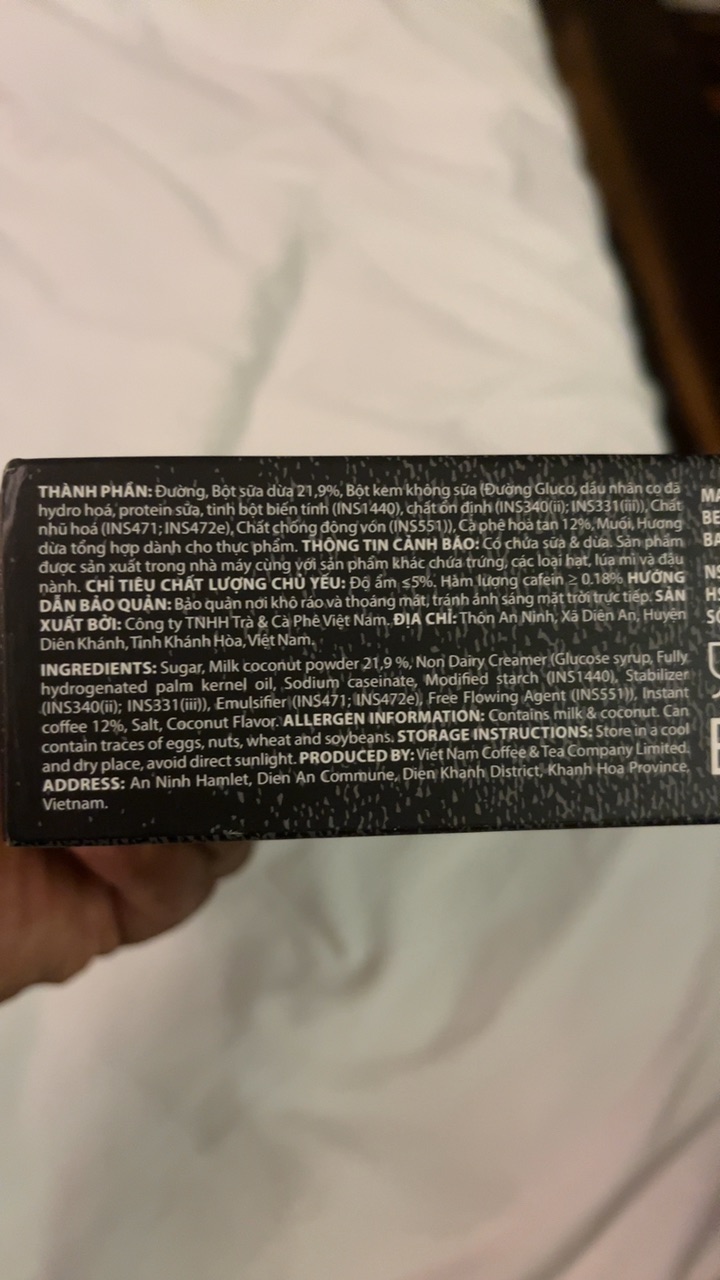 THÀNH PHẦN: Đường, Bột sữa dừa 21,9%, Bột kem không sữa (Đường Gluco, dầu nhân cọ đã
hydro hoá, protein sữa, tinh bột biến tính (INS1440), chất ổn định (INS340(ii); INS331(iii)), Chất
nhũ hoá (INS471; INS472e), Chất chống đông vón (INS551)), Cà phê hoà tan 12%, Muối, Hương
dừa tổng hợp dành cho thực phẩm. THÔNG TIN CẢNH BÁO: Có chứa sữa & dừa. Sản phẩm
được sản xuất trong nhà máy cùng với sản phẩm khác chứa trứng, các loại hạt, lúa mì và đậu
nành. CHỈ TIÊU CHẤT LƯỢNG CHỦ YẾU: Độ ẩm ≤5%. Hàm lượng cafein ≥ 0.18% HƯỚNG
DẪN BẢO QUẢN: Bảo quản nơi khô ráo và thoáng mát, tránh ánh sáng mặt trời trực tiếp. SẢN
XUẤT BỞI: Công ty TNHH Trà & Cà Phê Việt Nam. ĐỊA CHỈ: Thôn An Ninh, Xã Diên An, Huyện
Diên Khánh, Tỉnh Khánh Hòa, Việt Nam.
INGREDIENTS: Sugar, Milk coconut powder 21,9 %, Non Dairy Creamer (Glucose syrup, Fully
hydrogenated palm kernel oil, Sodium caseinate, Modified starch (INS1440), Stabilizer
(INS340(ii); INS331(iii)), Emulsifier (INS471; INS472e), Free Flowing Agent (INS551)), Instant
coffee 12%, Salt, Coconut Flavor. ALLERGEN INFORMATION: Contains milk & coconut. Can
contain traces of eggs, nuts, wheat and soybeans. STORAGE INSTRUCTIONS: Store in a cool
and dry place, avoid direct sunlight. PRODUCED BY: Viet Nam Coffee & Tea Company Limited.
ADDRESS: An Ninh Hamlet, Dien An Commune, Dien Khanh District, Khanh Hoa Province,
Vietnam.